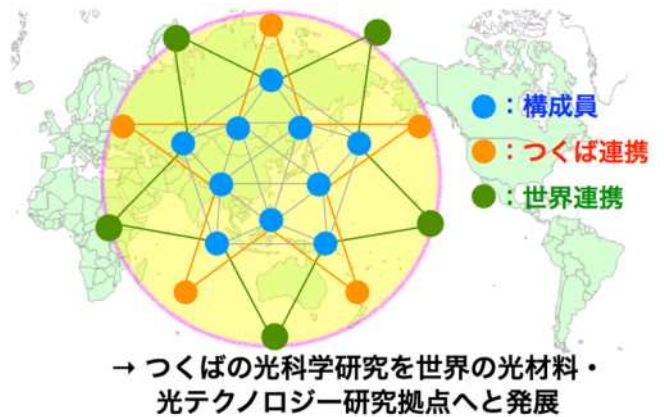 ：構成員
：つくば連携
：世界連携
→ つくばの光科学研究を世界の光材料・
光テクノロジー研究拠点へと発展